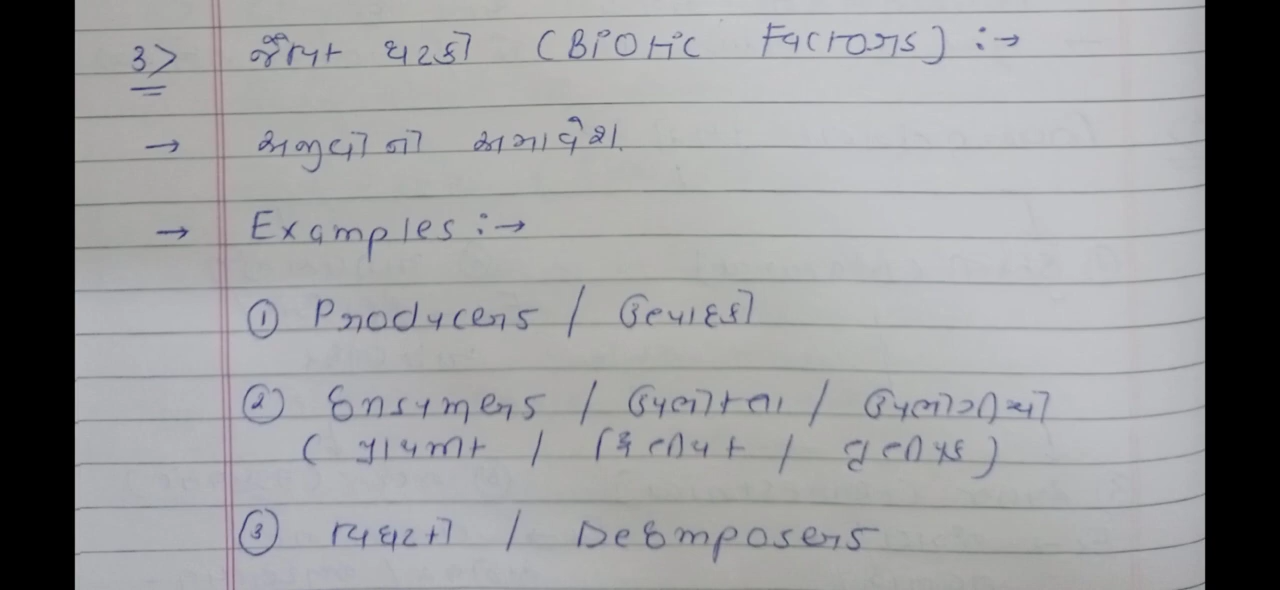 3> જૈવિક ઘટકો (Biotic Factors) :→
→ સજીવોનો સમાવેશ.
→ Examples :→
① Producers / ઉત્પાદકો
② Consumers / ઉપભોક્તા / ઉપભોગીઓ
( પ્રાથમિક / દ્વિતીયક / તૃતીયક )
③ વિઘટકો / Decomposers